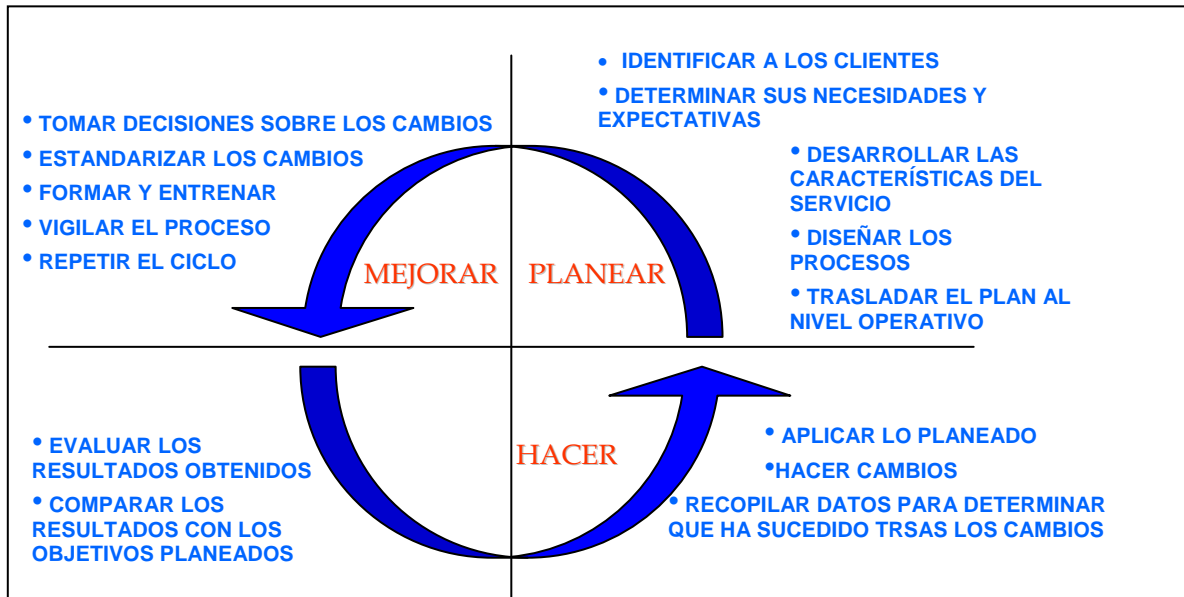 • IDENTIFICAR A LOS CLIENTES
• DETERMINAR SUS NECESIDADES Y
EXPECTATIVAS
• TOMAR DECISIONES SOBRE LOS CAMBIOS
• ESTANDARIZAR LOS CAMBIOS
• FORMAR Y ENTRENAR
• VIGILAR EL PROCESO
• REPETIR EL CICLO
• DESARROLLAR LAS
CARACTERÍSTICAS DEL
SERVICIO
• DISEÑAR LOS
PROCESOS
• TRASLADAR EL PLAN AL
NIVEL OPERATIVO
MEJORAR
PLANEAR
HACER
• EVALUAR LOS
RESULTADOS OBTENIDOS
• COMPARAR LOS
RESULTADOS CON LOS
OBJETIVOS PLANEADOS
• APLICAR LO PLANEADO
•HACER CAMBIOS
• RECOPILAR DATOS PARA DETERMINAR
QUE HA SUCEDIDO TRSAS LOS CAMBIOS